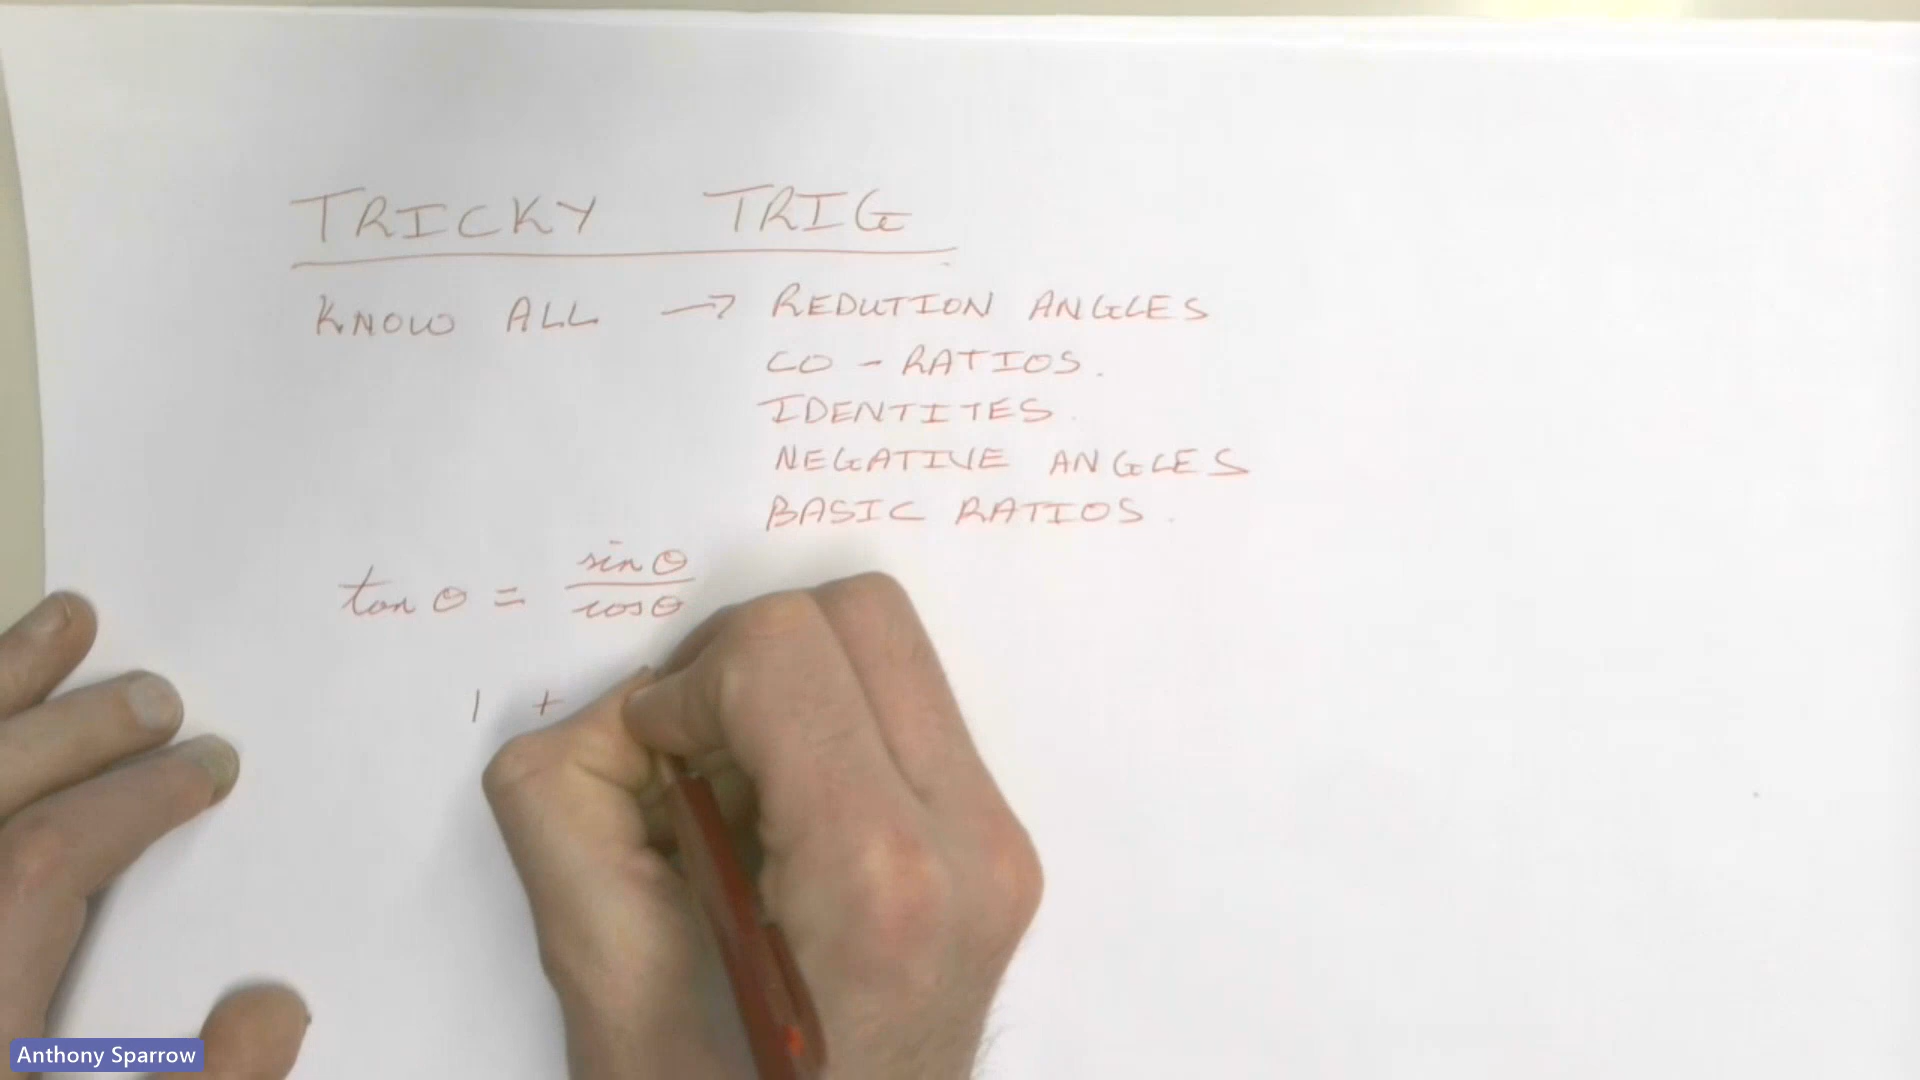 TRICKY TRIG
KNOW ALL → REDUTION ANGLES
CO - RATIOS.
IDENTITES.
NEGATIVE ANGLES
BASIC RATIOS.
tan θ = sin θ / cos θ
1 +
Anthony Sparrow